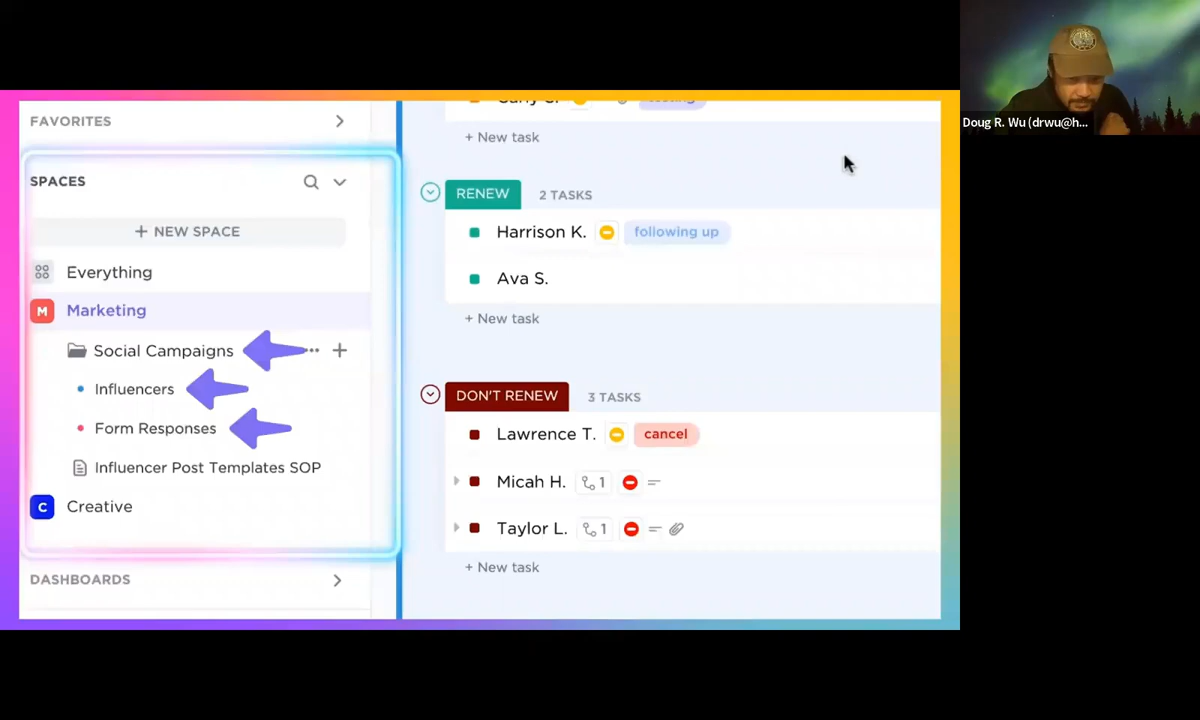 FAVORITES
SPACES
+ NEW SPACE
Everything
M Marketing
Social Campaigns
Influencers
Form Responses
Influencer Post Templates SOP
C Creative
DASHBOARDS
+ New task
RENEW 2 TASKS
Harrison K. following up
Ava S.
+ New task
DON'T RENEW 3 TASKS
Lawrence T. cancel
Micah H. 1
Taylor L. 1
+ New task
Doug R. Wu (drwu@h...